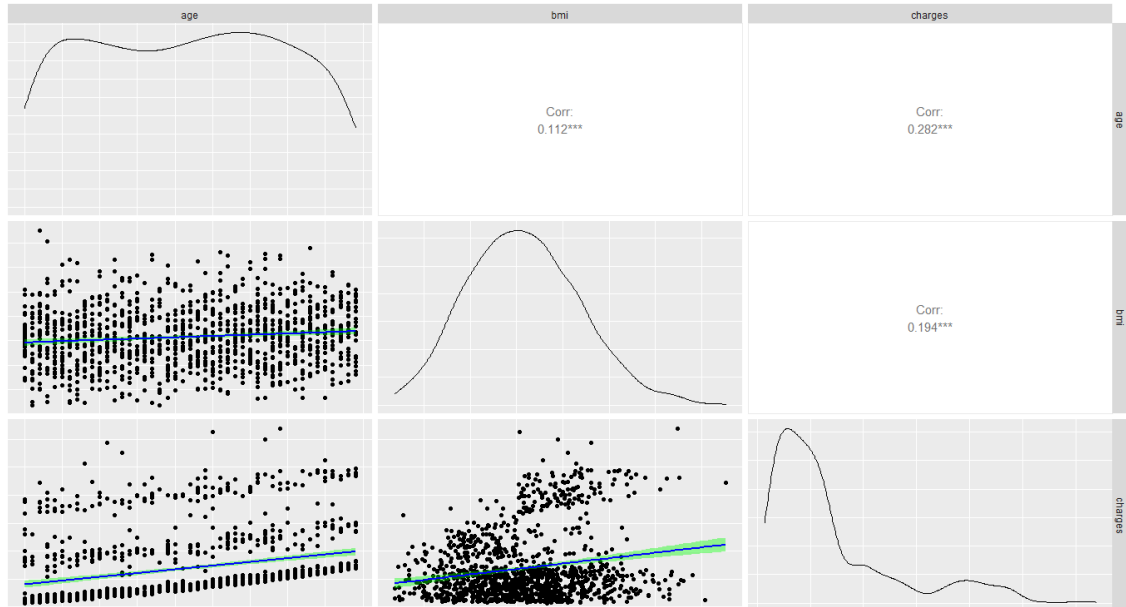 age
bmi
charges
Corr:
0.112***
Corr:
0.282***
age
Corr:
0.194***
bmi
charges